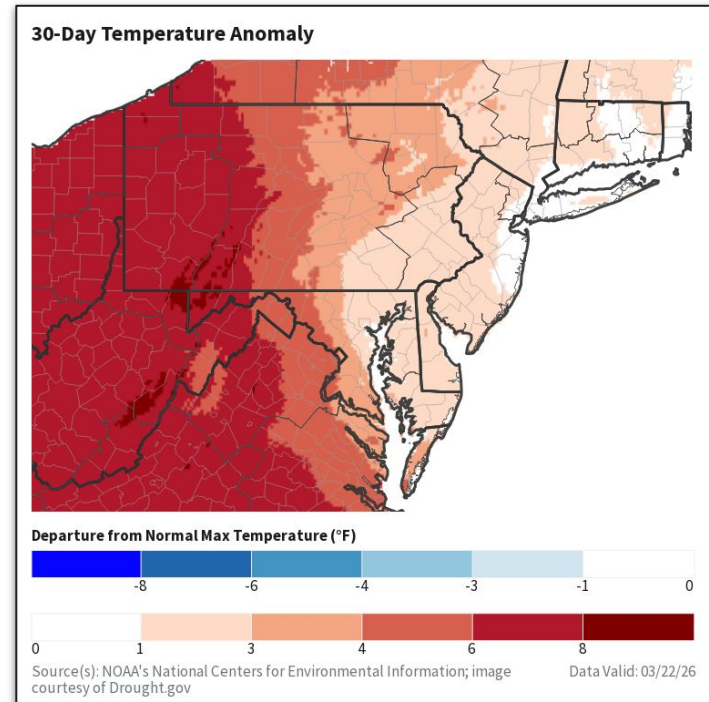 30-Day Temperature Anomaly
Departure from Normal Max Temperature (°F)
-8 -6 -4 -3 -1 0
0 1 3 4 6 8
Source(s): NOAA's National Centers for Environmental Information; image
courtesy of Drought.gov
Data Valid: 03/22/26